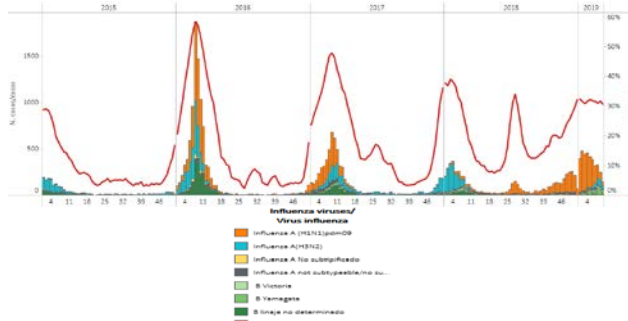 2015 2016 2017 2018 2019
60%
1500 50%
40%
1000
30%
500 20%
10%
0 0%
4 11 18 25 32 39 46 4 11 18 25 32 39 46 4 11 18 25 32 39 46 4 11 18 25 32 39 46 4
Influenza viruses/
Virus influenza
Influenza A (H1N1)pdm09
Influenza A(H3N2)
Influenza A No subtipificado
Influenza A not subtypeable/no su...
B Victoria
B Yamagata
B linaje no determinado